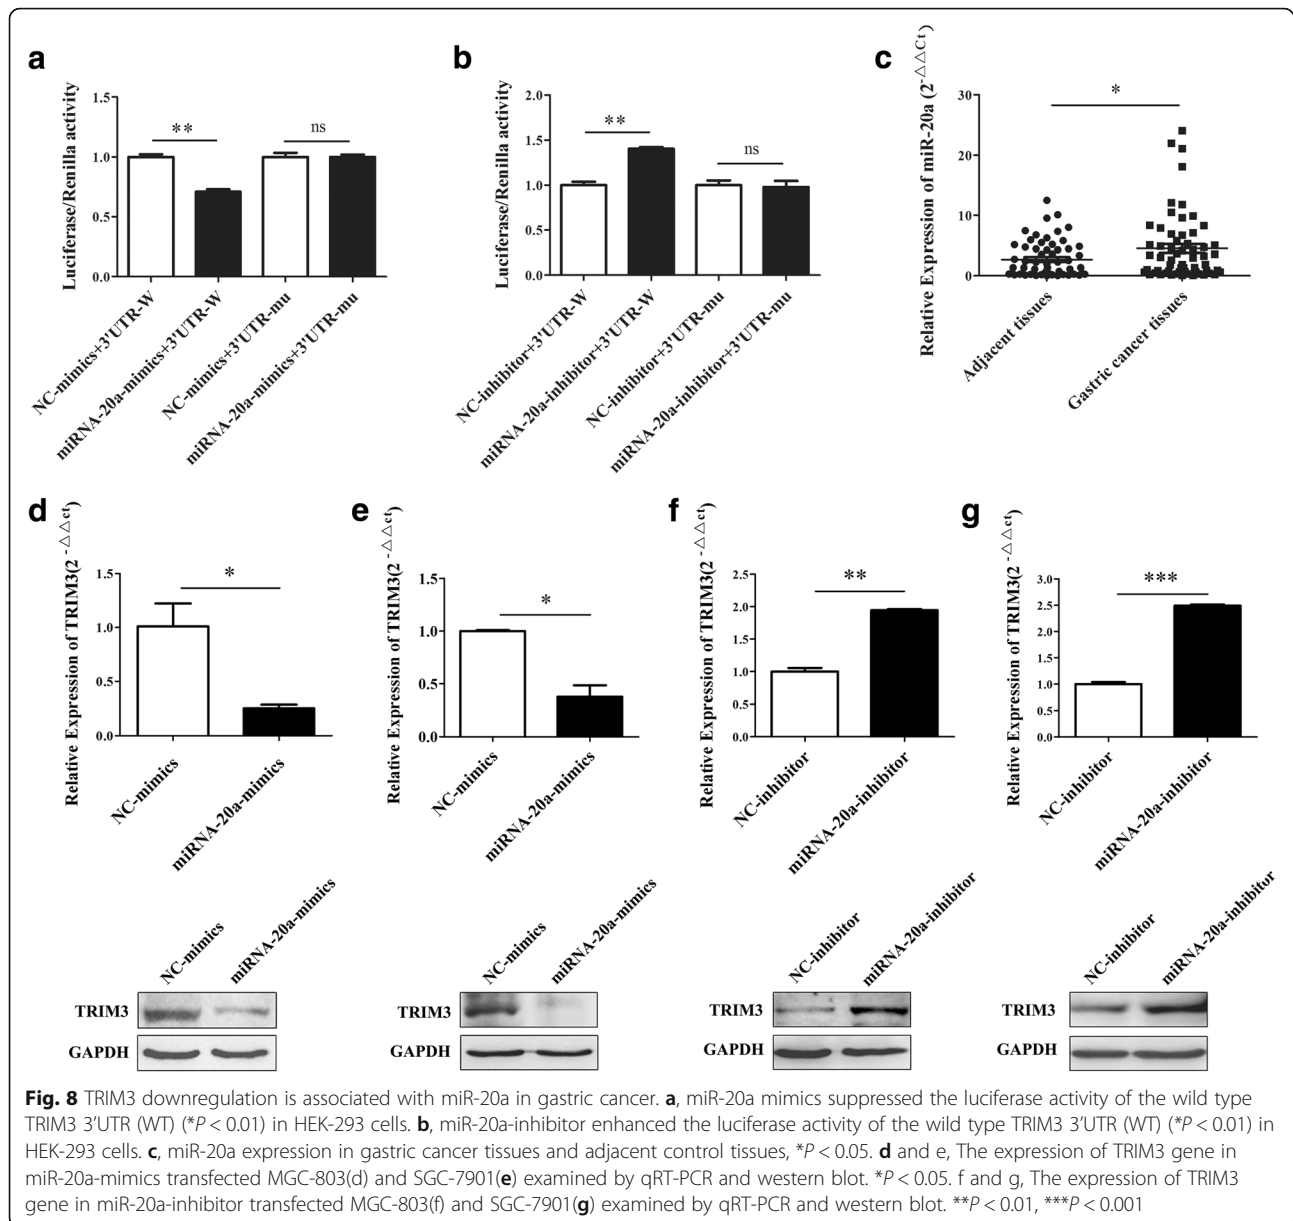 a
Luciferase/Renilla activity
1.5
1.0
0.5
0.0
**
ns
NC-mimics+3'UTR-W
miRNA-20a-mimics+3'UTR-W
NC-mimics+3'UTR-mu
miRNA-20a-mimics+3'UTR-mu
b
Luciferase/Renilla activity
2.0
1.5
1.0
0.5
0.0
**
ns
NC-inhibitor+3'UTR-W
miRNA-20a-inhibitor+3'UTR-W
NC-inhibitor+3'UTR-mu
miRNA-20a-inhibitor+3'UTR-mu
c
Relative Expression of miR-20a (2^-△△Ct)
30
20
10
0
*
Adjacent tissues
Gastric cancer tissues
d
Relative Expression of TRIM3(2^-△△ct)
1.5
1.0
0.5
0.0
*
NC-mimics
miRNA-20a-mimics
NC-mimics
miRNA-20a-mimics
TRIM3
GAPDH
e
Relative Expression of TRIM3(2^-△△ct)
1.5
1.0
0.5
0.0
*
NC-mimics
miRNA-20a-mimics
NC-mimics
miRNA-20a-mimics
TRIM3
GAPDH
f
Relative Expression of TRIM3(2^-△△ct)
2.5
2.0
1.5
1.0
0.5
0.0
**
NC-inhibitor
miRNA-20a-inhibitor
NC-inhibitor
miRNA-20a-inhibitor
TRIM3
GAPDH
g
Relative Expression of TRIM3(2^-△△ct)
3.0
2.5
2.0
1.5
1.0
0.5
0.0
***
NC-inhibitor
miRNA-20a-inhibitor
NC-inhibitor
miRNA-20a-inhibitor
TRIM3
GAPDH
Fig. 8 TRIM3 downregulation is associated with miR-20a in gastric cancer. a, miR-20a mimics suppressed the luciferase activity of the wild type
TRIM3 3′UTR (WT) (*P < 0.01) in HEK-293 cells. b, miR-20a-inhibitor enhanced the luciferase activity of the wild type TRIM3 3′UTR (WT) (*P < 0.01) in
HEK-293 cells. c, miR-20a expression in gastric cancer tissues and adjacent control tissues, *P < 0.05. d and e, The expression of TRIM3 gene in
miR-20a-mimics transfected MGC-803(d) and SGC-7901(e) examined by qRT-PCR and western blot. *P < 0.05. f and g, The expression of TRIM3
gene in miR-20a-inhibitor transfected MGC-803(f) and SGC-7901(g) examined by qRT-PCR and western blot. **P < 0.01, ***P < 0.001